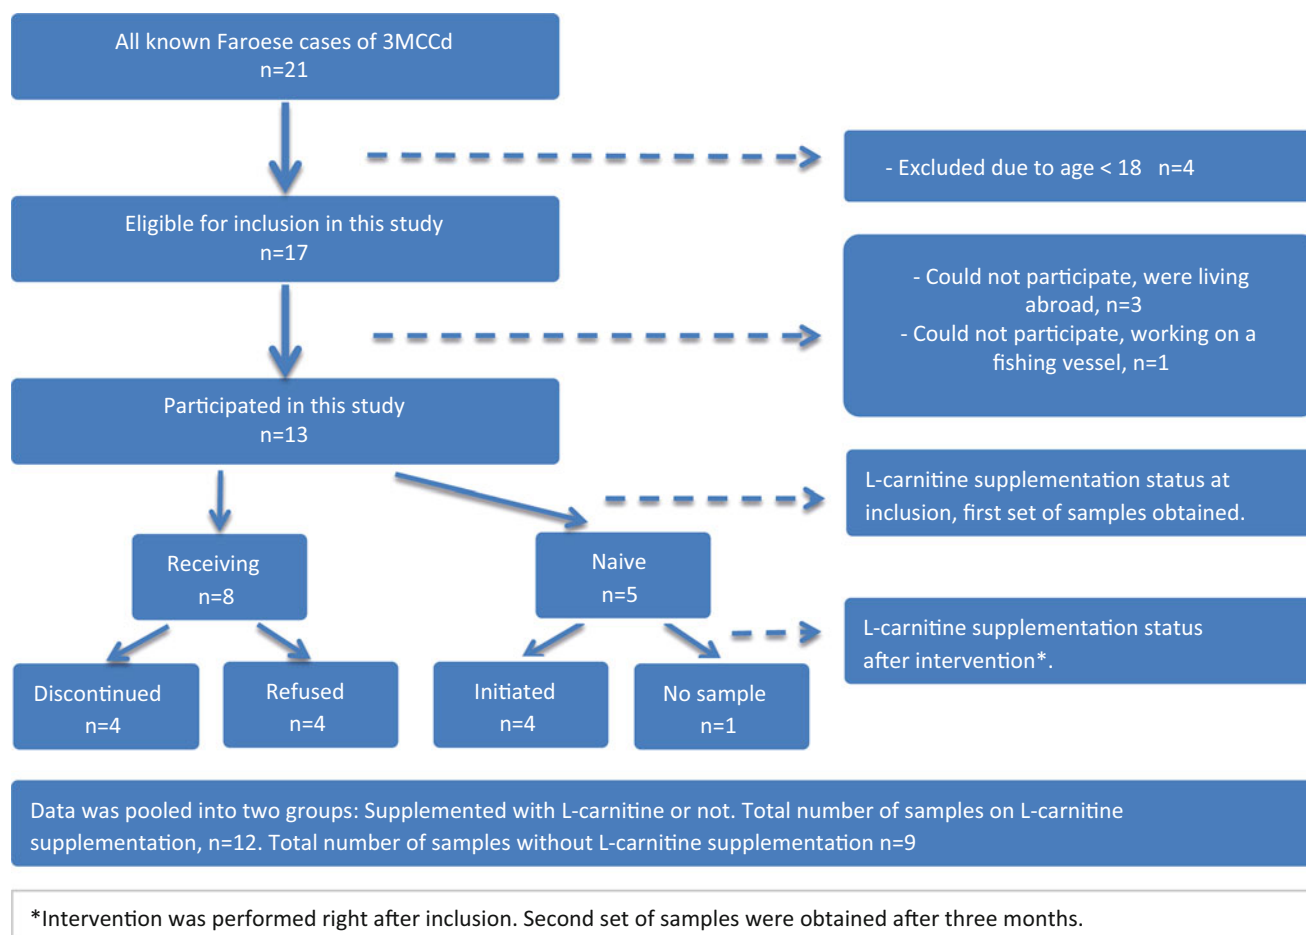 All known Faroese cases of 3MCCd
n=21
- Excluded due to age < 18 n=4
Eligible for inclusion in this study
n=17
- Could not participate, were living
abroad, n=3
- Could not participate, working on a
fishing vessel, n=1
Participated in this study
n=13
L-carnitine supplementation status at
inclusion, first set of samples obtained.
Receiving
n=8
Naive
n=5
L-carnitine supplementation status
after intervention*.
Discontinued
n=4
Refused
n=4
Initiated
n=4
No sample
n=1
Data was pooled into two groups: Supplemented with L-carnitine or not. Total number of samples on L-carnitine
supplementation, n=12. Total number of samples without L-carnitine supplementation n=9
*Intervention was performed right after inclusion. Second set of samples were obtained after three months.